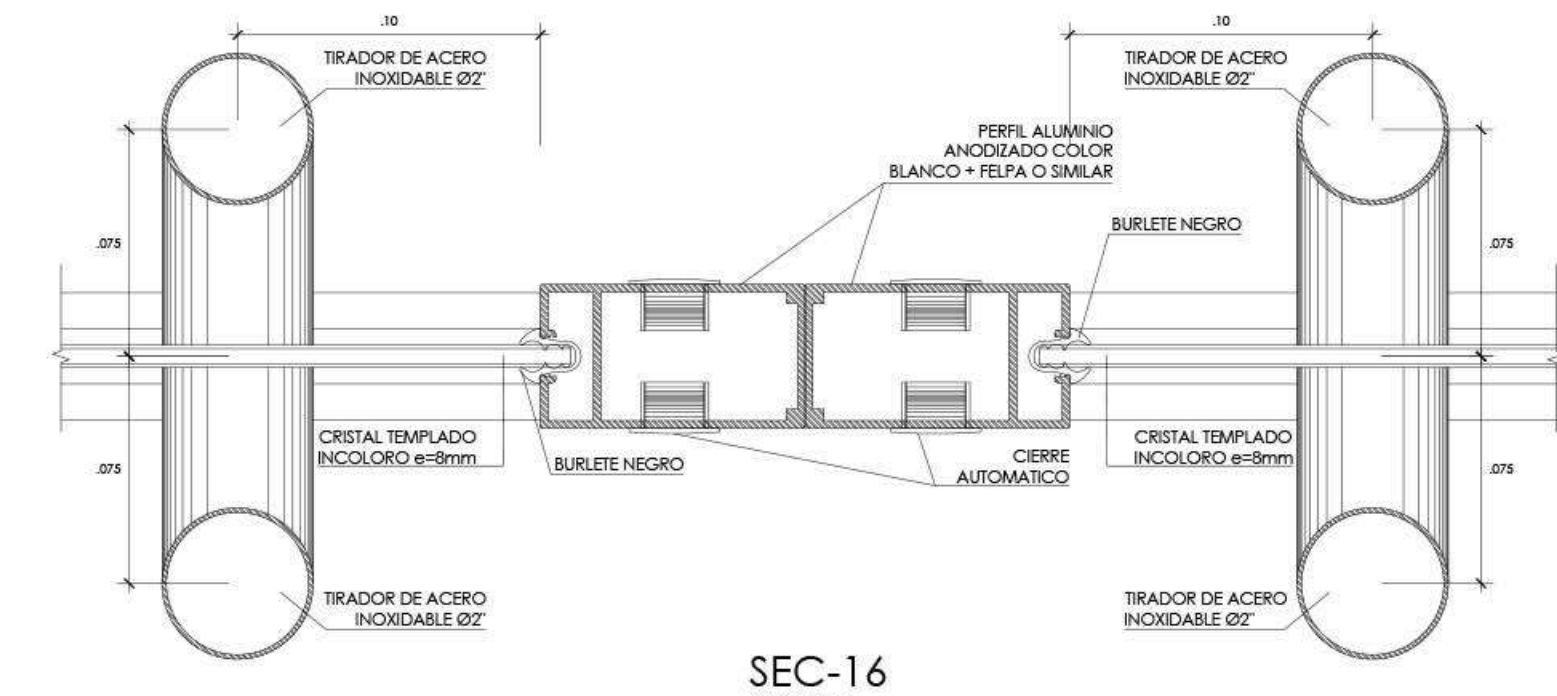 .10
.10
TIRADOR DE ACERO
INOXIDABLE Ø2"
TIRADOR DE ACERO
INOXIDABLE Ø2"
PERFIL ALUMINIO
ANODIZADO COLOR
BLANCO + FELPA O SIMILAR
BURLETE NEGRO
.075
.075
CRISTAL TEMPLADO
INCOLORO e=8mm
BURLETE NEGRO
CIERRE
AUTOMATICO
CRISTAL TEMPLADO
INCOLORO e=8mm
.075
.075
TIRADOR DE ACERO
INOXIDABLE Ø2"
TIRADOR DE ACERO
INOXIDABLE Ø2"
SEC-16